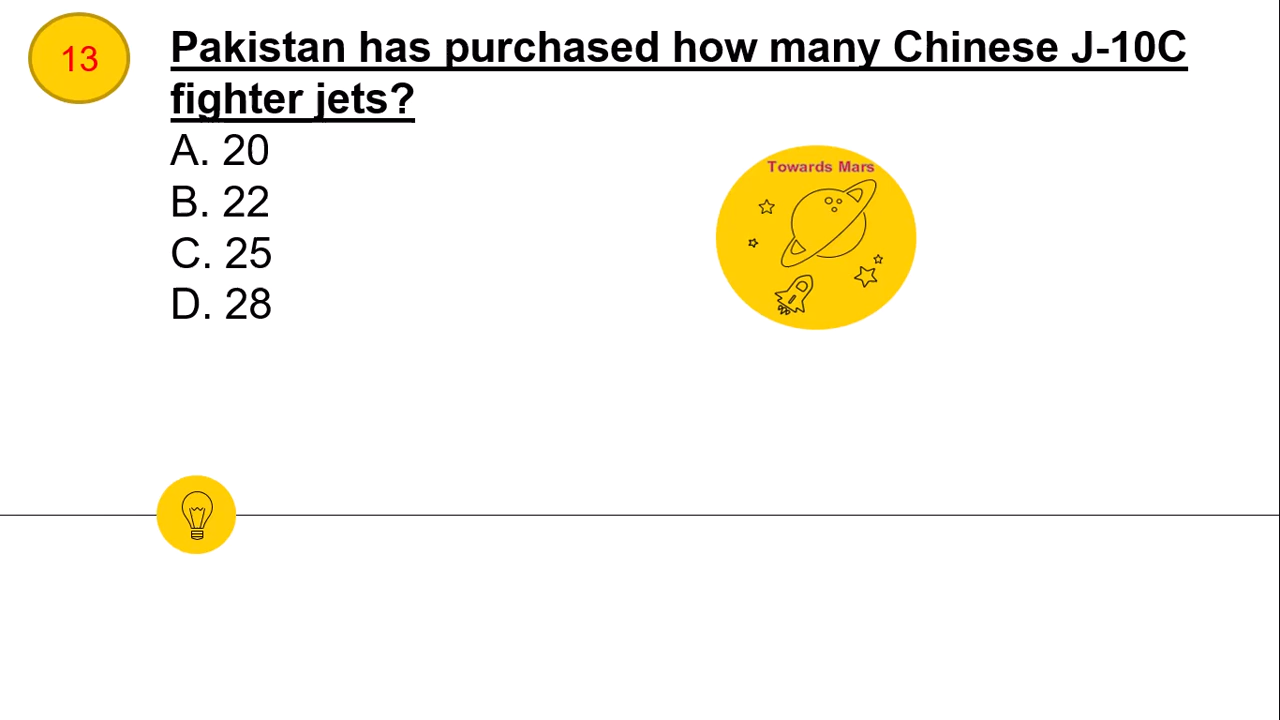 13
Pakistan has purchased how many Chinese J-10C
fighter jets?
A. 20
B. 22
C. 25
D. 28
Towards Mars